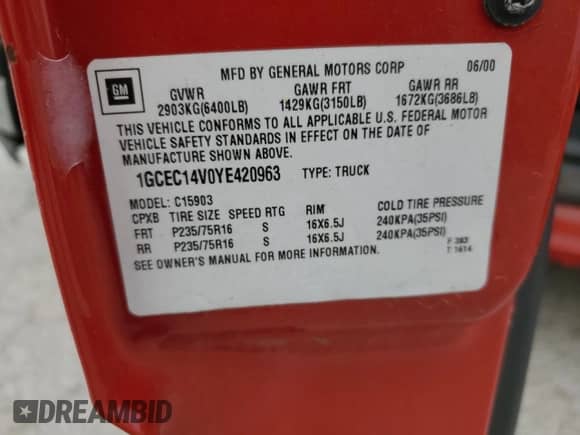 MFD BY GENERAL MOTORS CORP 06/00
GM
GVWR GAWR FRT GAWR RR
2903KG(6400LB) 1429KG(3150LB) 1672KG(3686LB)
THIS VEHICLE CONFORMS TO ALL APPLICABLE U.S. FEDERAL MOTOR
VEHICLE SAFETY STANDARDS IN EFFECT ON THE DATE OF
MANUFACTURE SHOWN ABOVE.
1GCEC14V0YE420963 TYPE: TRUCK
MODEL: C15903
CPXB TIRE SIZE SPEED RTG RIM COLD TIRE PRESSURE
FRT P235/75R16 S 16X6.5J 240KPA(35PSI)
RR P235/75R16 S 16X6.5J 240KPA(35PSI)
SEE OWNER'S MANUAL FOR MORE INFORMATION.
F: 383
T: 1614
DREAMBID